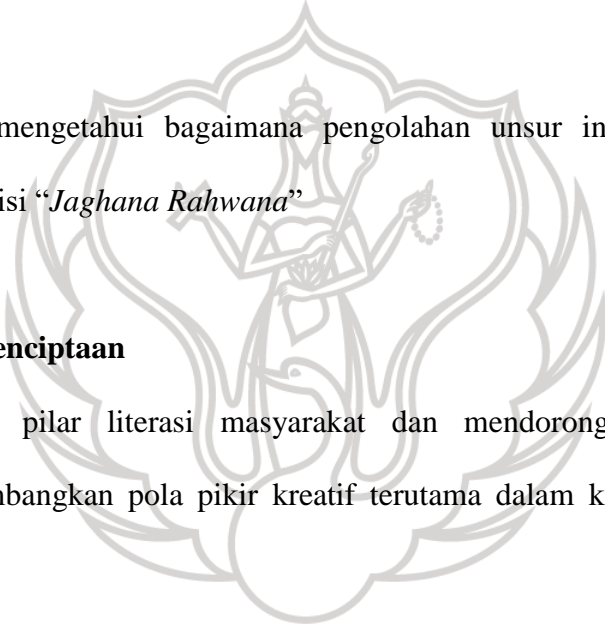 mengetahui bagaimana pengolahan unsur in
isi “Jaghana Rahwana”
enciptaan
pilar literasi masyarakat dan mendorong
mbangkan pola pikir kreatif terutama dalam k